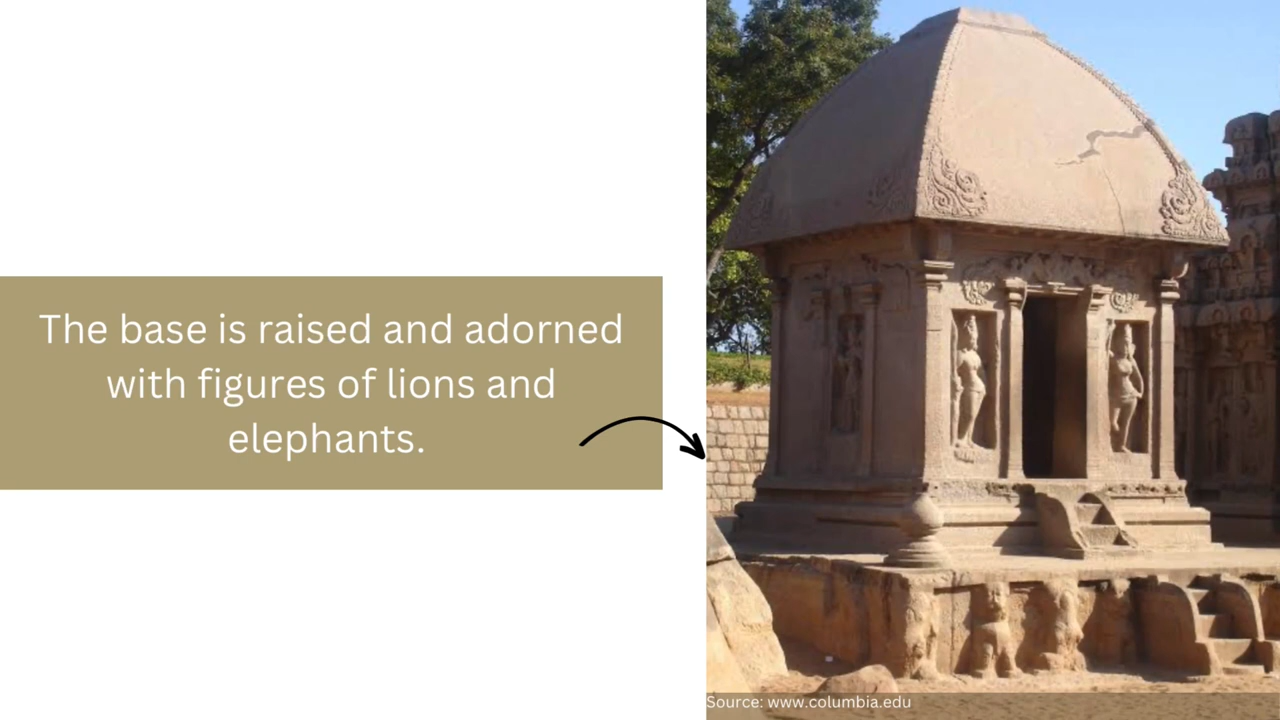 The base is raised and adorned
with figures of lions and
elephants.
Source: www.columbia.edu